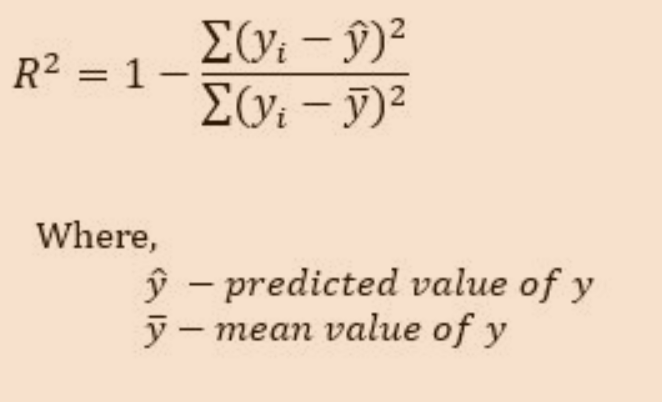 R² = 1 − ∑(yᵢ − ŷ)² / ∑(yᵢ − ȳ)²
Where,
ŷ − predicted value of y
ȳ − mean value of y